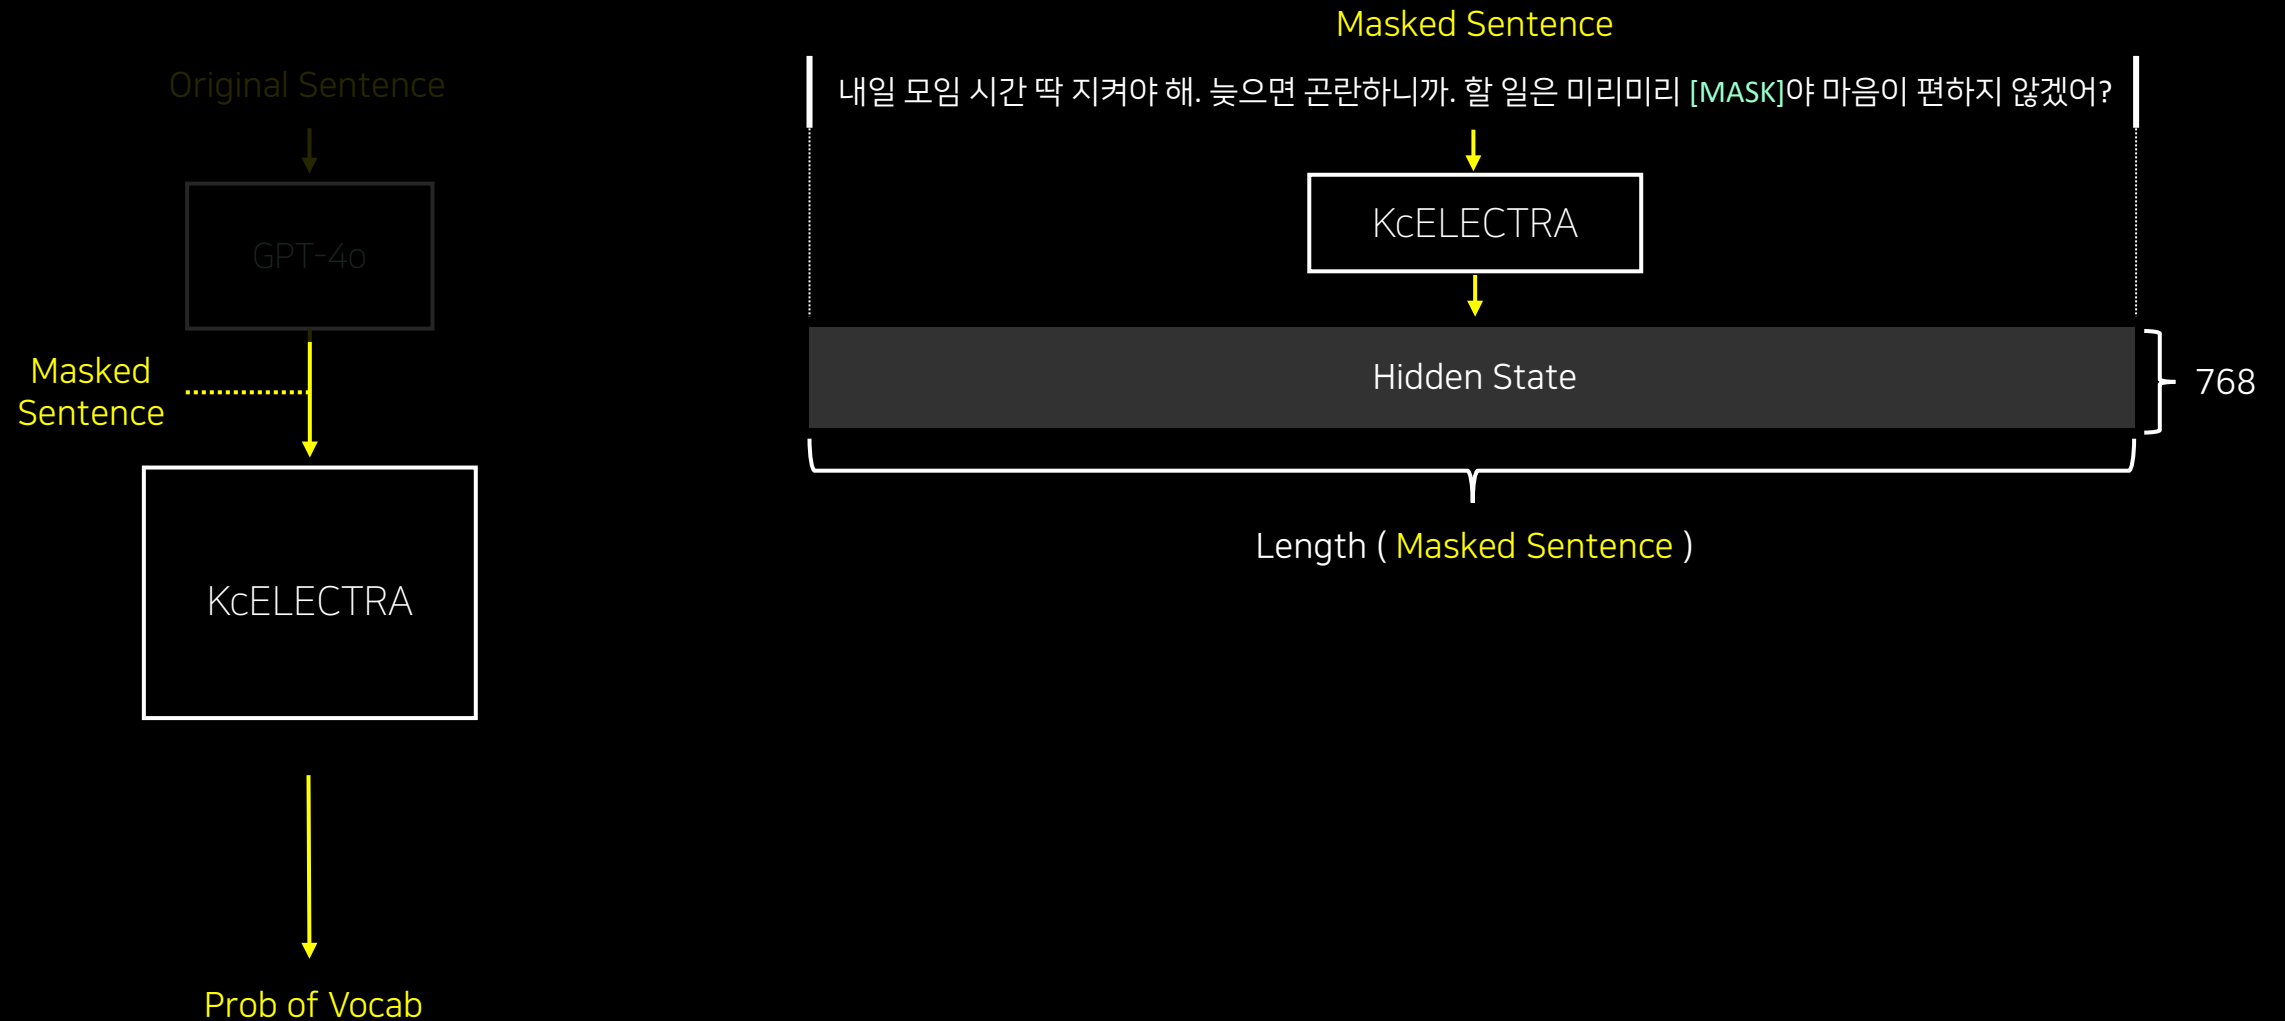 Original Sentence
GPT-4o
Masked
Sentence
KcELECTRA
Prob of Vocab
Masked Sentence
내일 모임 시간 딱 지켜야 해. 늦으면 곤란하니까. 할 일은 미리미리 [MASK]야 마음이 편하지 않겠어?
KcELECTRA
Hidden State
768
Length ( Masked Sentence )